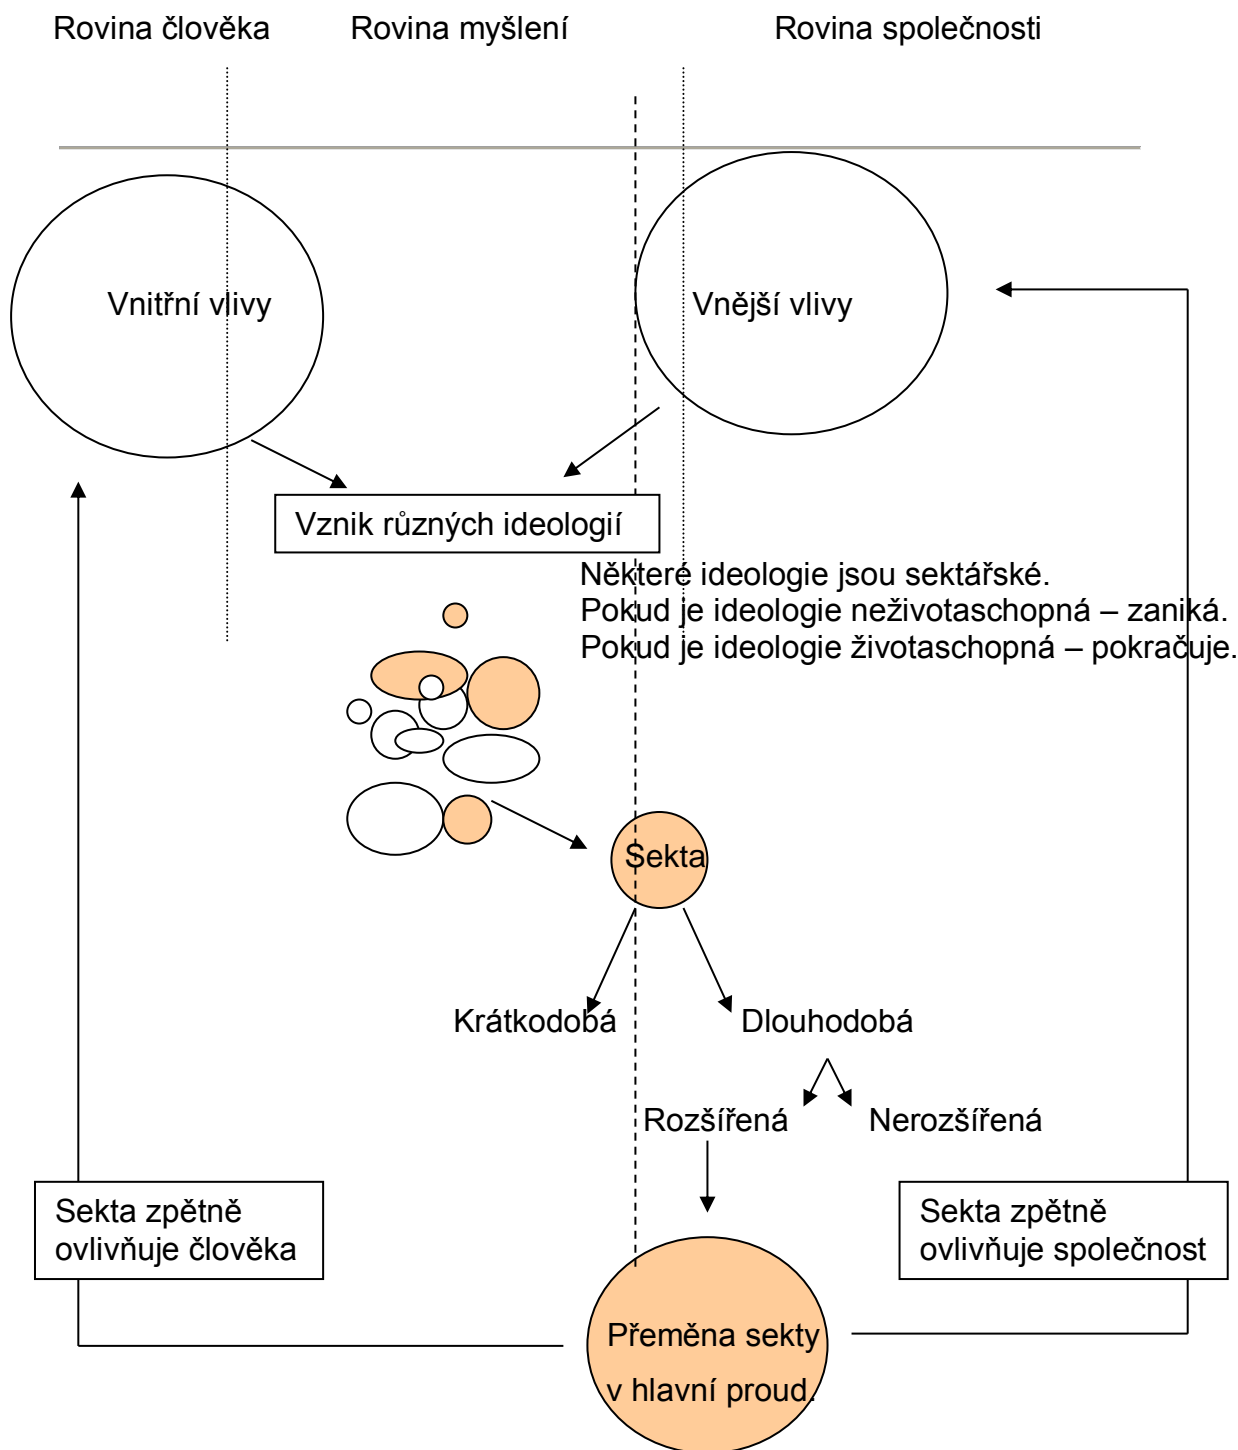 Rovina člověka
Rovina myšlení
Rovina společnosti
Vnitřní vlivy
Vnější vlivy
Vznik různých ideologií
Některé ideologie jsou sektářské.
Pokud je ideologie neživotaschopná – zaniká.
Pokud je ideologie životaschopná – pokračuje.
Sekta
Krátkodobá
Dlouhodobá
Rozšířená
Nerozšířená
Sekta zpětně
ovlivňuje člověka
Sekta zpětně
ovlivňuje společnost
Přeměna sekty
v hlavní proud.